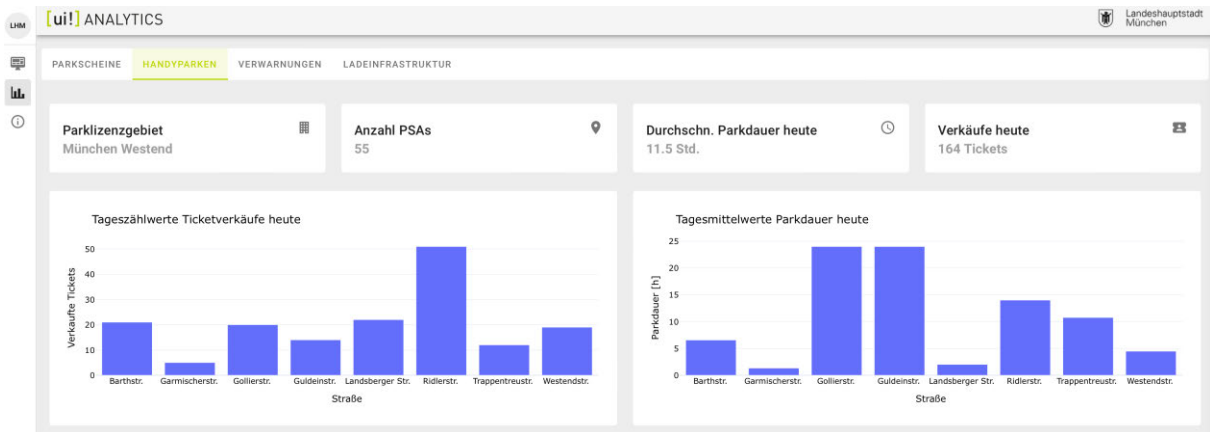 LHM
[ui!] ANALYTICS
Landeshauptstadt
München
PARKSCHEINE HANDYPARKEN VERWARNUNGEN LADEINFRASTRUKTUR
Parklizenzgebiet
München Westend
Anzahl PSAs
55
Durchschn. Parkdauer heute
11.5 Std.
Verkäufe heute
164 Tickets
Tageszählwerte Ticketverkäufe heute
Verkaufte Tickets
50
40
30
20
10
0
Barthstr. Garmischerstr. Gollierstr. Guldeinstr. Landsberger Str. Ridlerstr. Trappentreustr. Westendstr.
Straße
Tagesmittelwerte Parkdauer heute
Parkdauer [h]
25
20
15
10
5
0
Barthstr. Garmischerstr. Gollierstr. Guldeinstr. Landsberger Str. Ridlerstr. Trappentreustr. Westendstr.
Straße